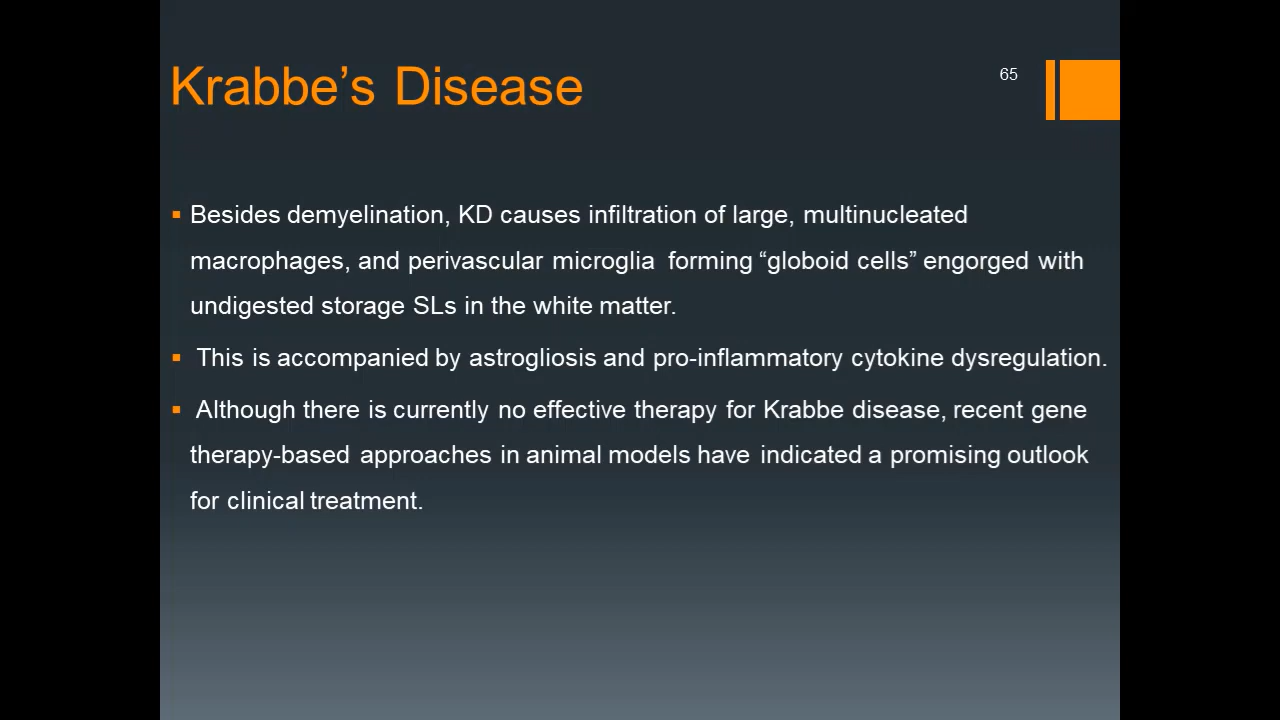 Krabbe’s Disease
65
▪ Besides demyelination, KD causes infiltration of large, multinucleated
macrophages, and perivascular microglia forming “globoid cells” engorged with
undigested storage SLs in the white matter.
▪ This is accompanied by astrogliosis and pro-inflammatory cytokine dysregulation.
▪ Although there is currently no effective therapy for Krabbe disease, recent gene
therapy-based approaches in animal models have indicated a promising outlook
for clinical treatment.